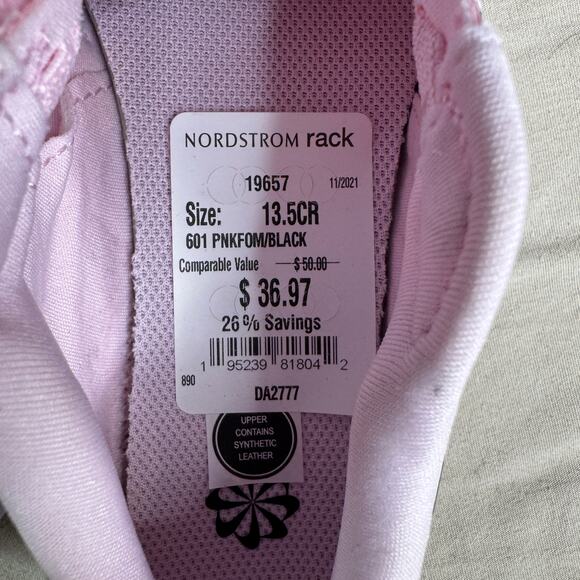 NORDSTROM rack
19657 11/2021
Size: 13.5CR
601 PNKFOM/BLACK
Comparable Value $ 50.00
$ 36.97
26% Savings
1 95239 81804 2
890 DA2777
UPPER
CONTAINS
SYNTHETIC
LEATHER